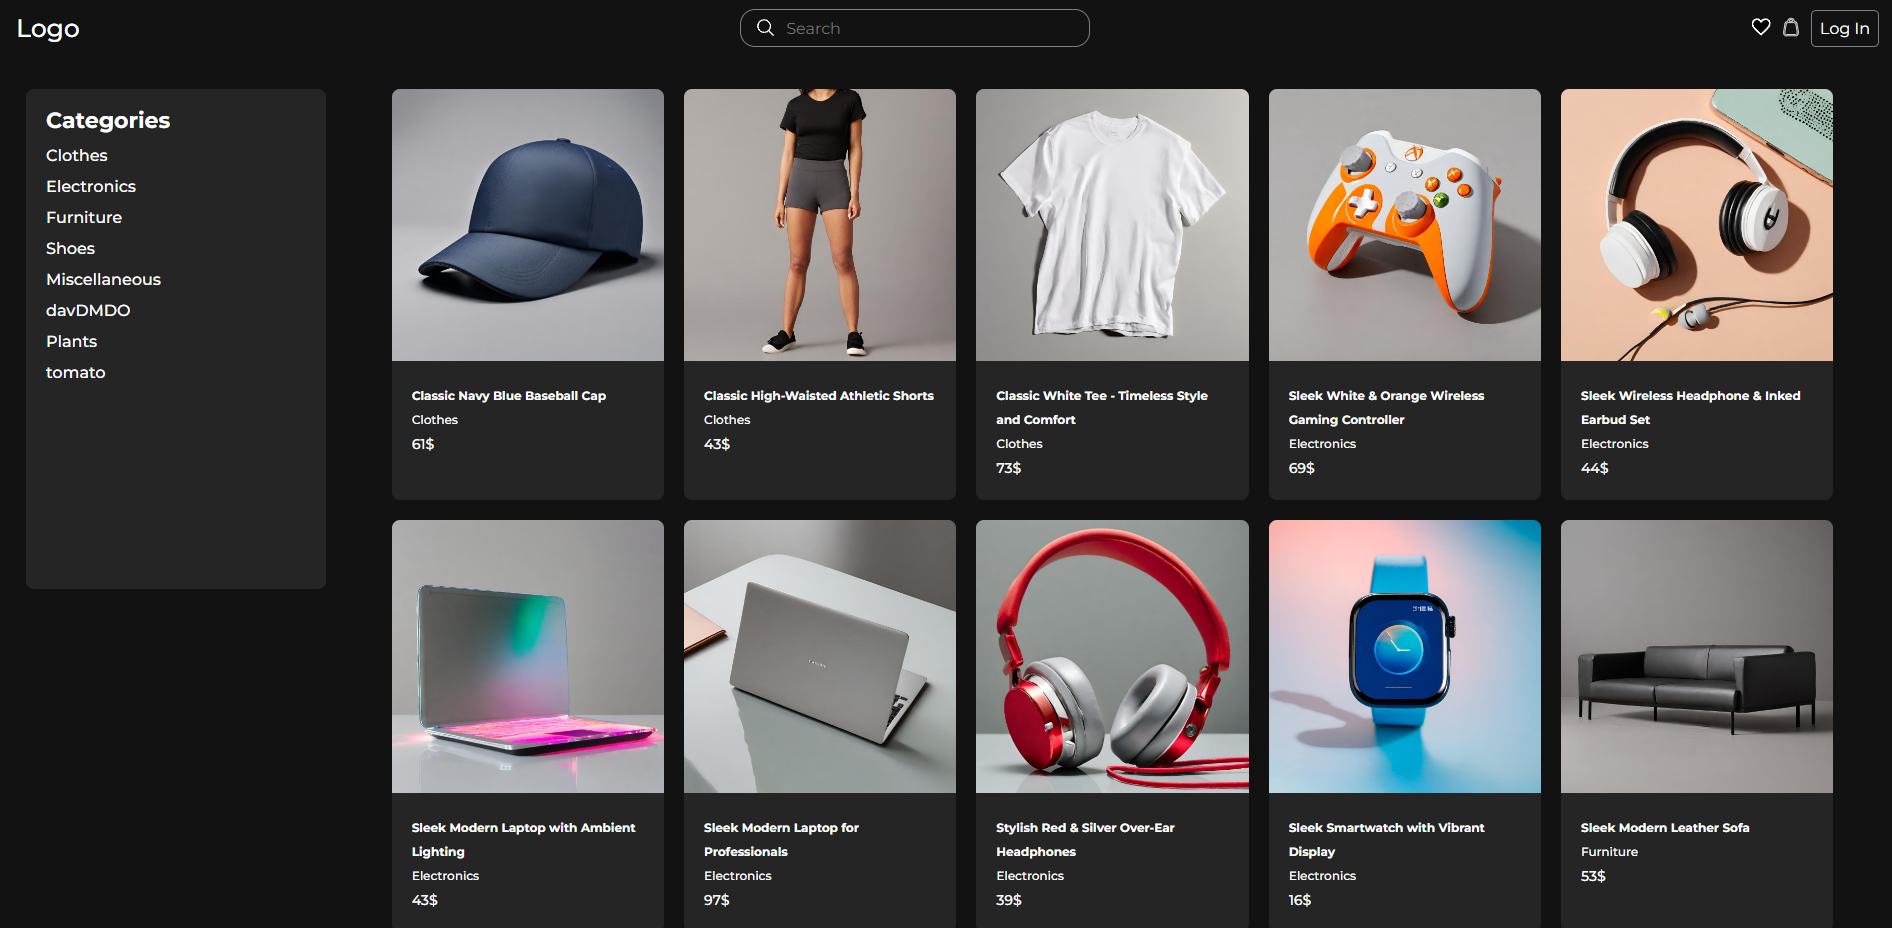 Logo
Search
Log In
Categories
Clothes
Electronics
Furniture
Shoes
Miscellaneous
davDMDO
Plants
tomato
Classic Navy Blue Baseball Cap
Clothes
61$
Classic High-Waisted Athletic Shorts
Clothes
43$
Classic White Tee - Timeless Style
and Comfort
Clothes
73$
Sleek White & Orange Wireless
Gaming Controller
Electronics
69$
Sleek Wireless Headphone & Inked
Earbud Set
Electronics
44$
Sleek Modern Laptop with Ambient
Lighting
Electronics
43$
Sleek Modern Laptop for
Professionals
Electronics
97$
Stylish Red & Silver Over-Ear
Headphones
Electronics
39$
Sleek Smartwatch with Vibrant
Display
Electronics
16$
Sleek Modern Leather Sofa
Furniture
53$